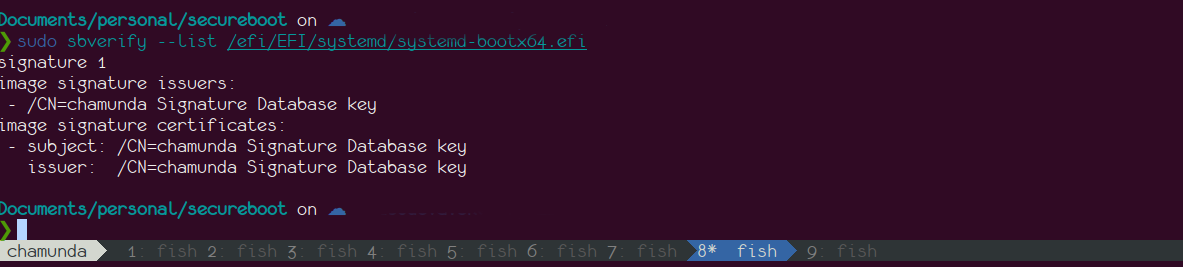 Documents/personal/secureboot on ☁
❯ sudo sbverify --list /efi/EFI/systemd/systemd-bootx64.efi
signature 1
image signature issuers:
 - /CN=chamunda Signature Database key
image signature certificates:
 - subject: /CN=chamunda Signature Database key
   issuer:  /CN=chamunda Signature Database key
Documents/personal/secureboot on ☁
❯
chamunda 1: fish 2: fish 3: fish 4: fish 5: fish 6: fish 7: fish 8* fish 9: fish